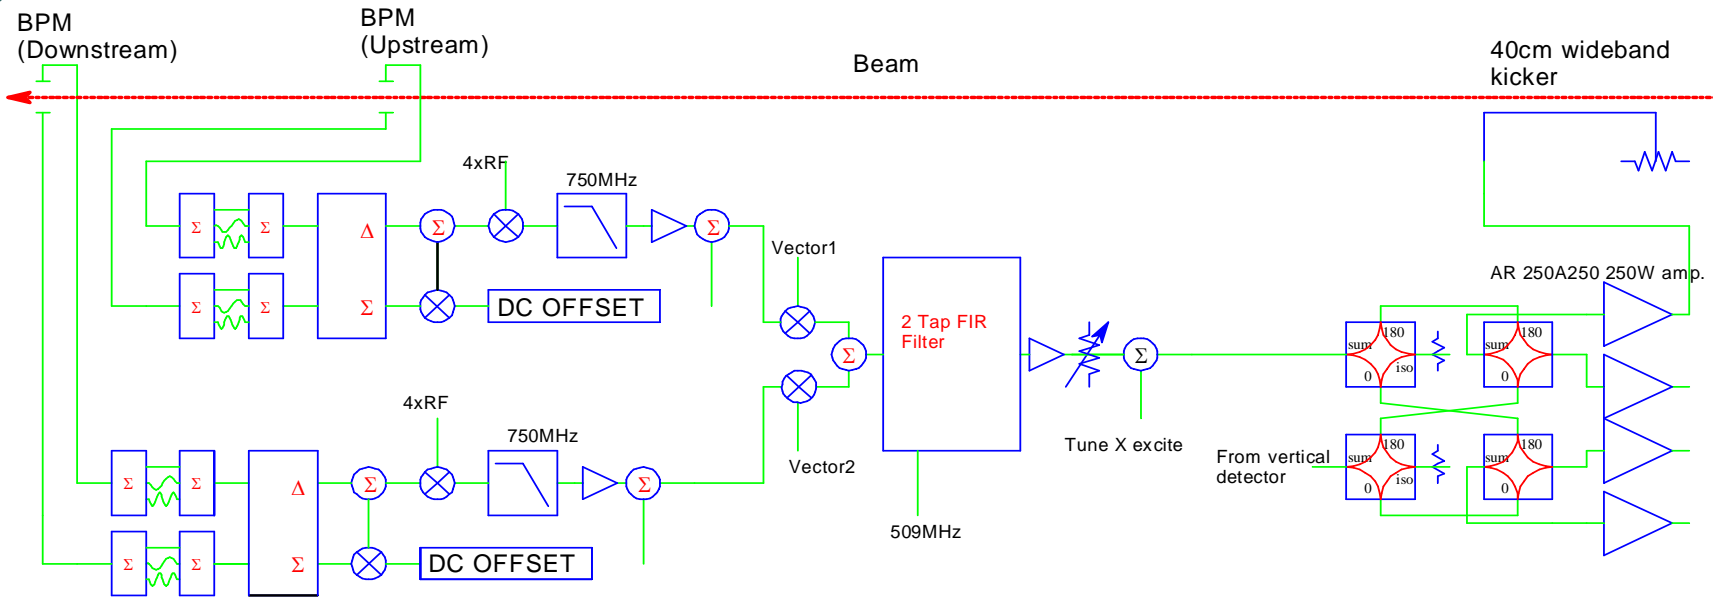 BPM
(Downstream)
BPM
(Upstream)
Beam
40cm wideband
kicker
4xRF
750MHz
Σ
Σ
Δ
Σ
Σ
Vector1
AR 250A250 250W amp.
Σ
Σ
Σ
DC OFFSET
2 Tap FIR
Filter
Σ
Σ
sum
180
0
iso
sum
180
0
4xRF
750MHz
Vector2
Tune X excite
From vertical
detector
sum
180
0
iso
sum
180
0
Σ
Σ
Δ
Σ
Σ
509MHz
Σ
Σ
Σ
DC OFFSET